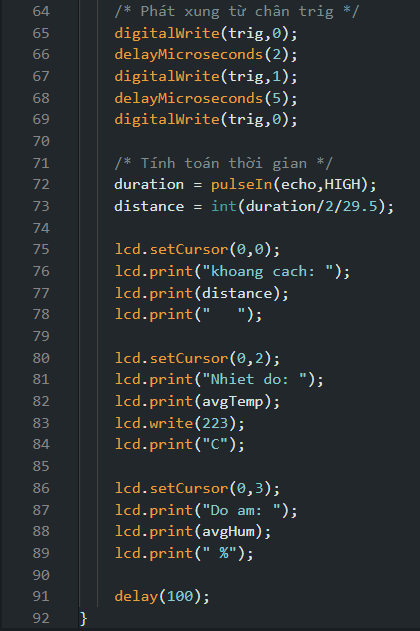 64 /* Phát xung từ chân trig */
65 digitalWrite(trig,0);
66 delayMicroseconds(2);
67 digitalWrite(trig,1);
68 delayMicroseconds(5);
69 digitalWrite(trig,0);
70
71 /* Tính toán thời gian */
72 duration = pulseIn(echo,HIGH);
73 distance = int(duration/2/29.5);
74
75 lcd.setCursor(0,0);
76 lcd.print("khoang cach: ");
77 lcd.print(distance);
78 lcd.print("   ");
79
80 lcd.setCursor(0,2);
81 lcd.print("Nhiet do: ");
82 lcd.print(avgTemp);
83 lcd.write(223);
84 lcd.print("C");
85
86 lcd.setCursor(0,3);
87 lcd.print("Do am: ");
88 lcd.print(avgHum);
89 lcd.print(" %");
90
91 delay(100);
92 }